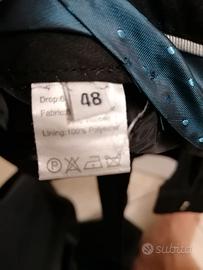 Drop:6
48
Fabric:
Lining: 100% Polyester
subito